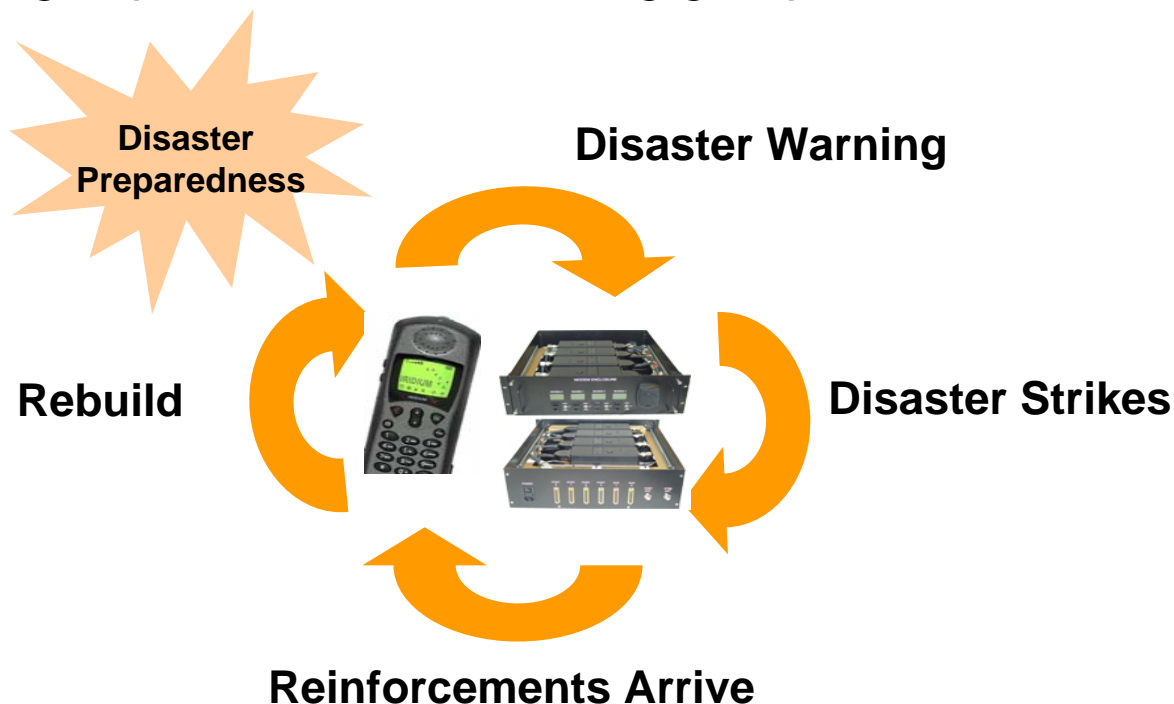 Disaster
Preparedness
Disaster Warning
IRIDIUM
Rebuild
Disaster Strikes
Reinforcements Arrive